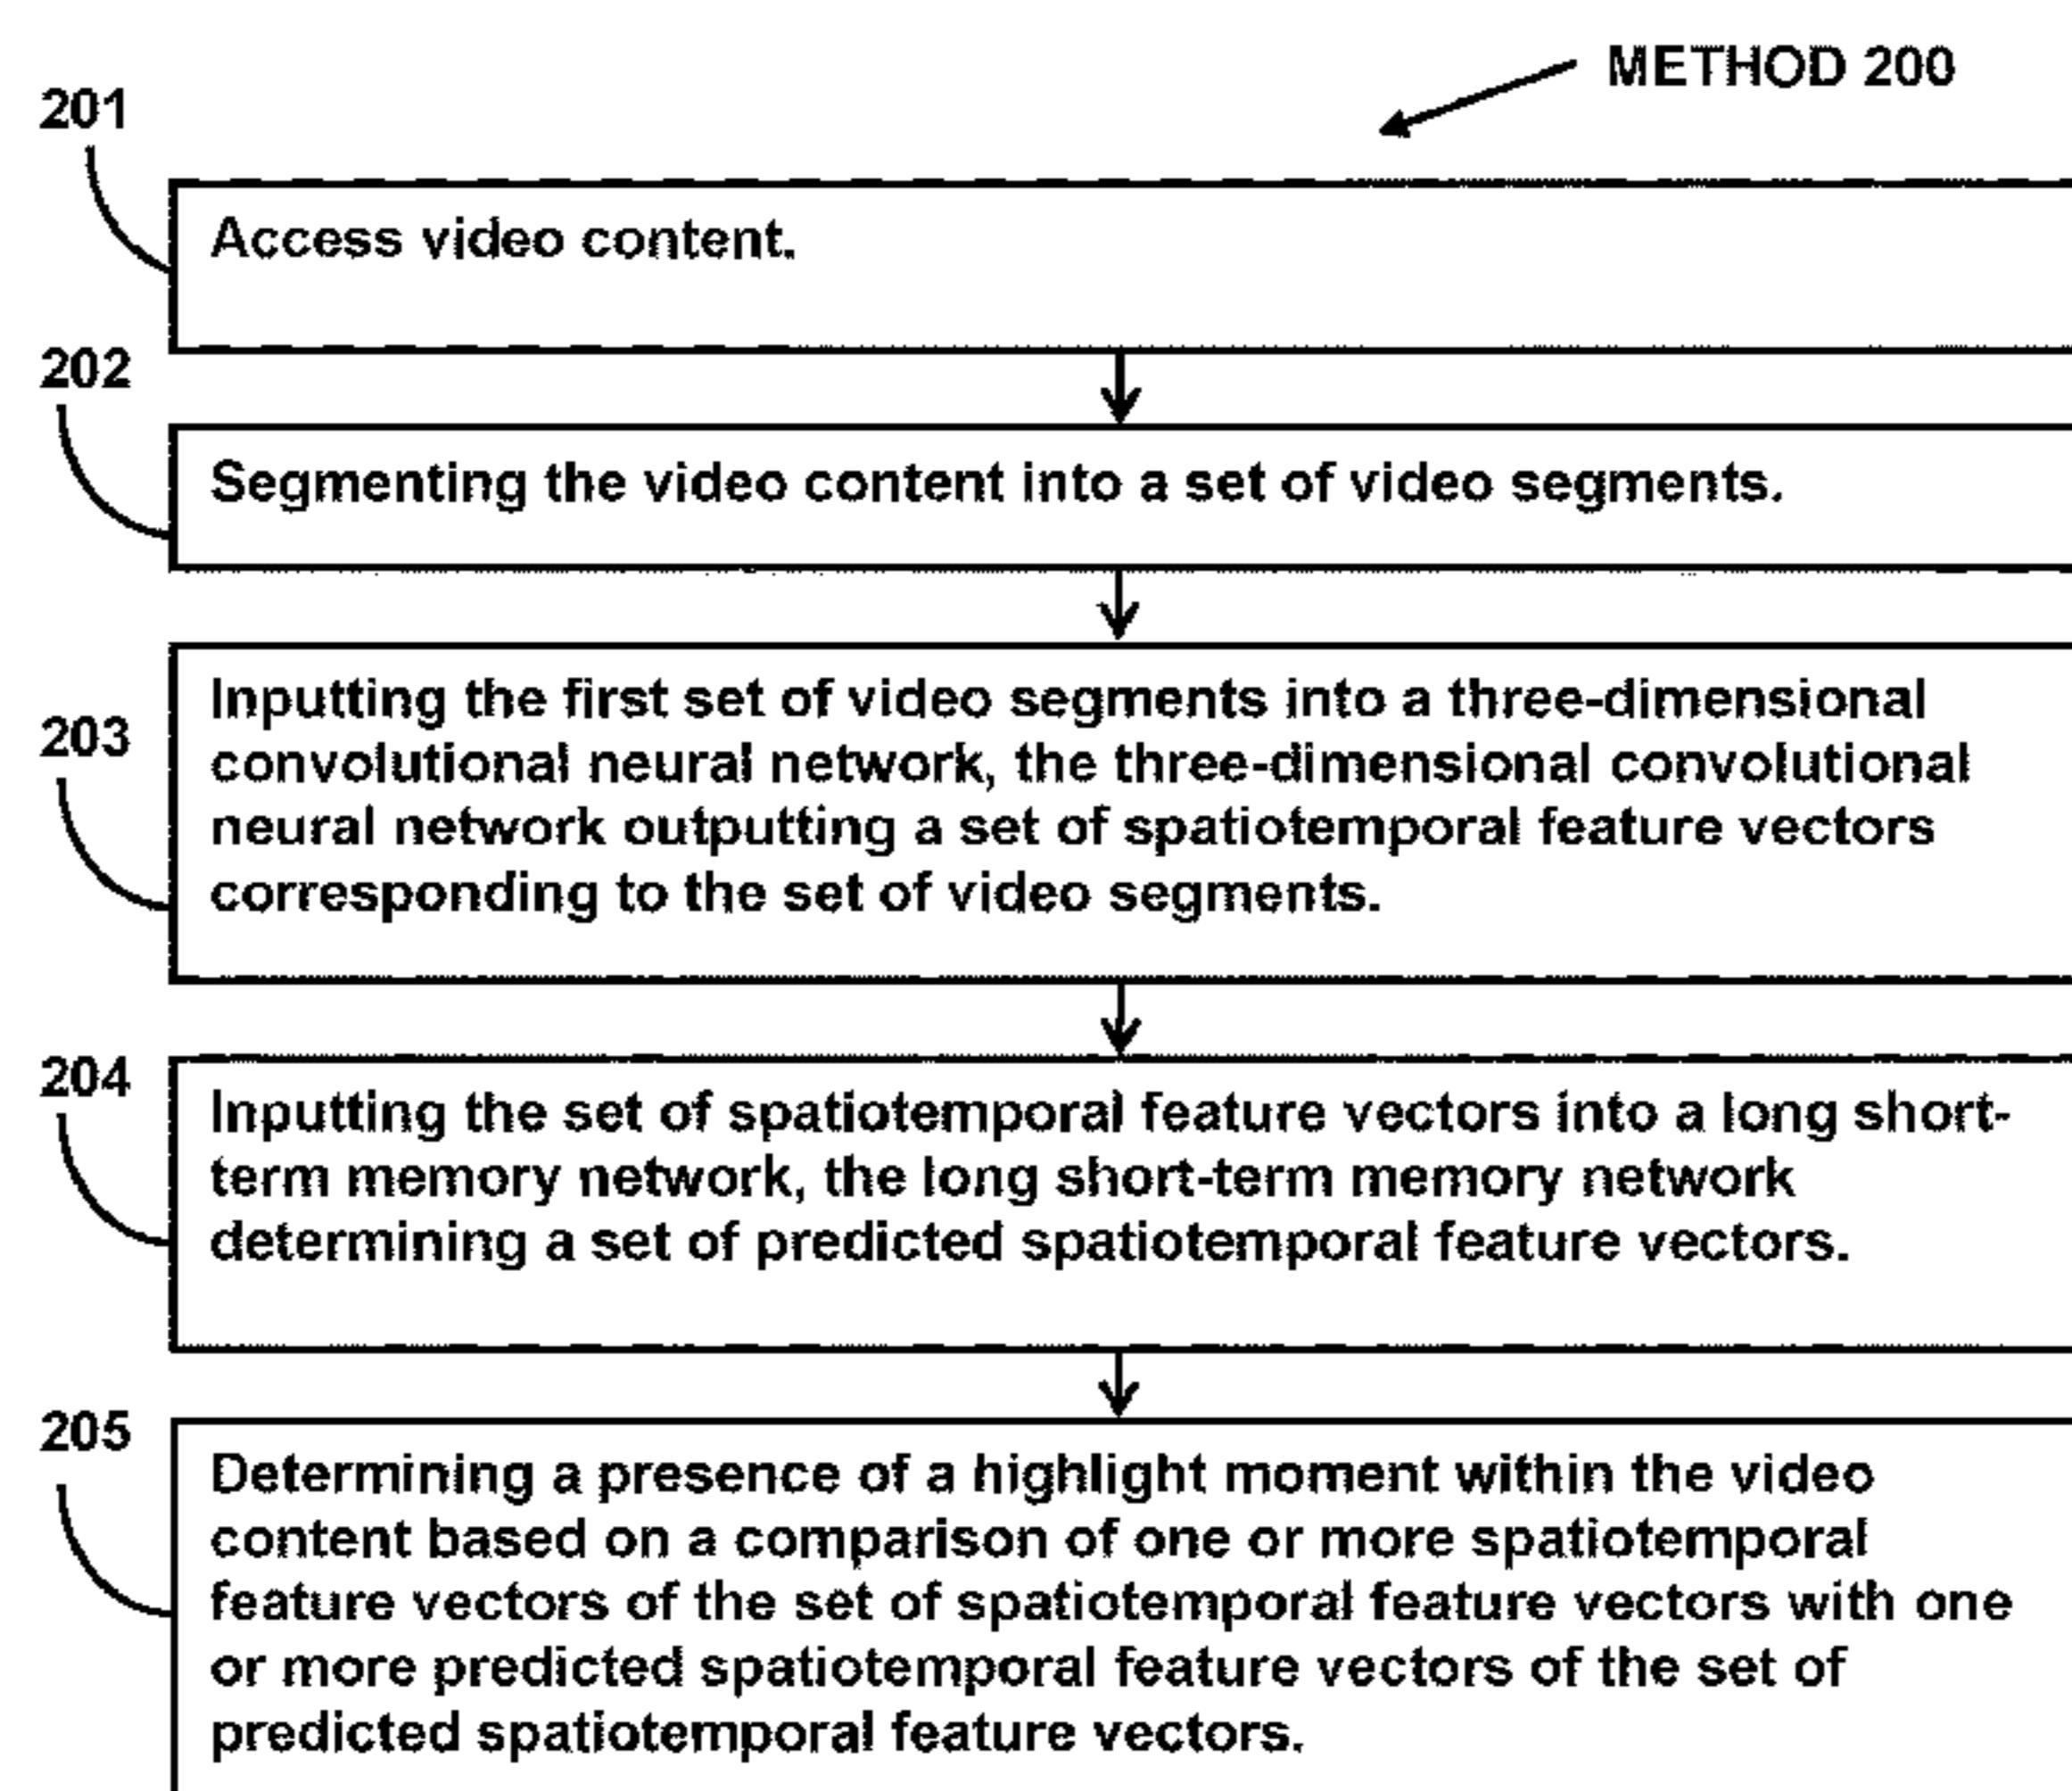 METHOD 200
201
Access video content.
202
Segmenting the video content into a set of video segments.
203
Inputting the first set of video segments into a three-dimensional
convolutional neural network, the three-dimensional convolutional
neural network outputting a set of spatiotemporal feature vectors
corresponding to the set of video segments.
204
Inputting the set of spatiotemporal feature vectors into a long short-
term memory network, the long short-term memory network
determining a set of predicted spatiotemporal feature vectors.
205
Determining a presence of a highlight moment within the video
content based on a comparison of one or more spatiotemporal
feature vectors of the set of spatiotemporal feature vectors with one
or more predicted spatiotemporal feature vectors of the set of
predicted spatiotemporal feature vectors.